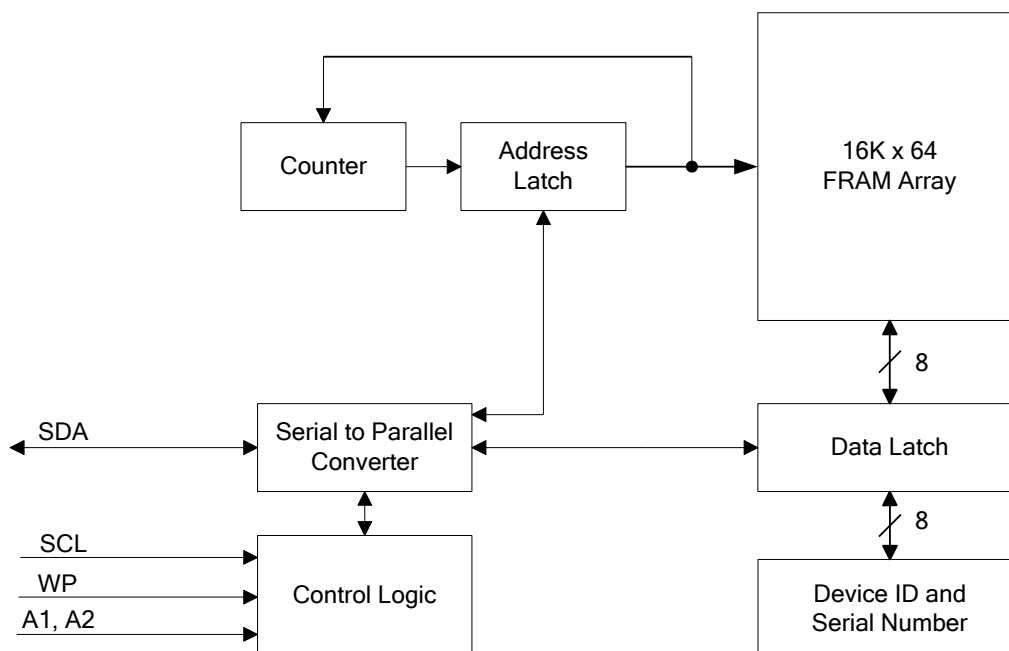 Counter
Address
Latch
16K x 64
FRAM Array
8
SDA
Serial to Parallel
Converter
Data Latch
8
SCL
WP
A1, A2
Control Logic
Device ID and
Serial Number